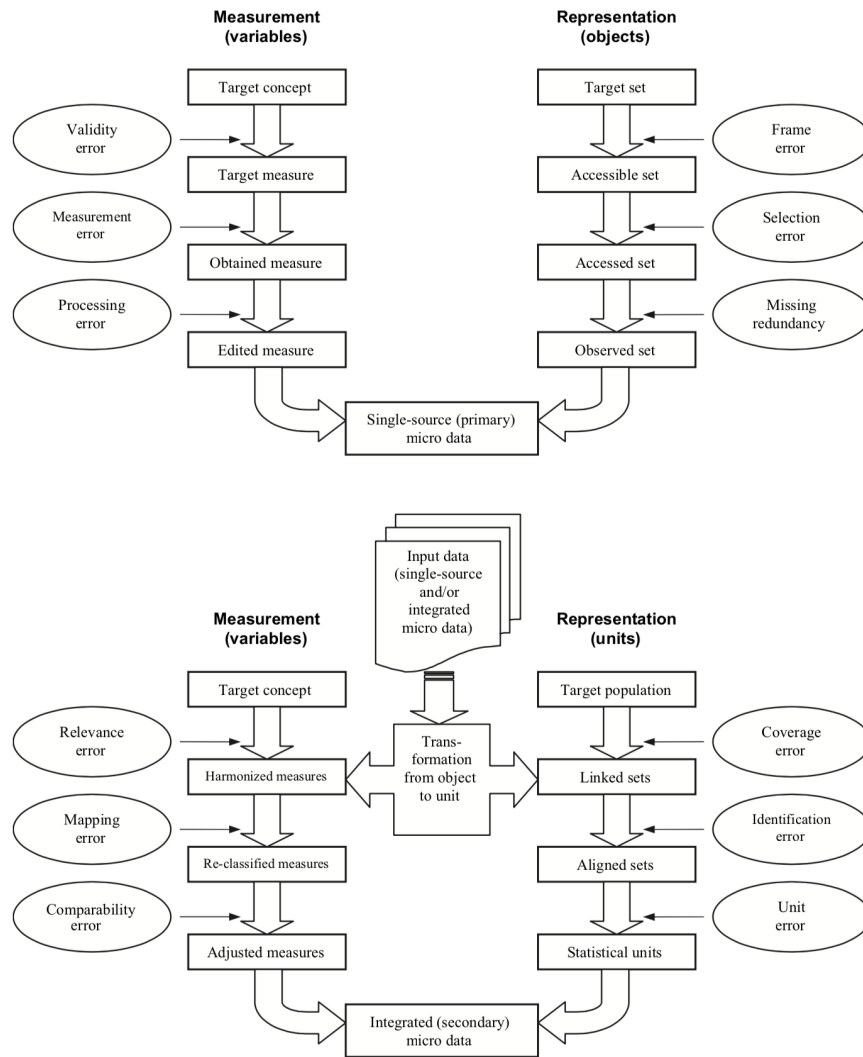 Measurement
(variables)
Representation
(objects)
Target concept
Target set
Validity
error
Frame
error
Target measure
Accessible set
Measurement
error
Selection
error
Obtained measure
Accessed set
Processing
error
Missing
redundancy
Edited measure
Observed set
Single-source (primary)
micro data
Input data
(single-source
and/or
integrated
micro data)
Measurement
(variables)
Representation
(units)
Target concept
Target population
Relevance
error
Trans-
formation
from object
to unit
Coverage
error
Harmonized measures
Linked sets
Mapping
error
Identification
error
Re-classified measures
Aligned sets
Comparability
error
Unit
error
Adjusted measures
Statistical units
Integrated (secondary)
micro data